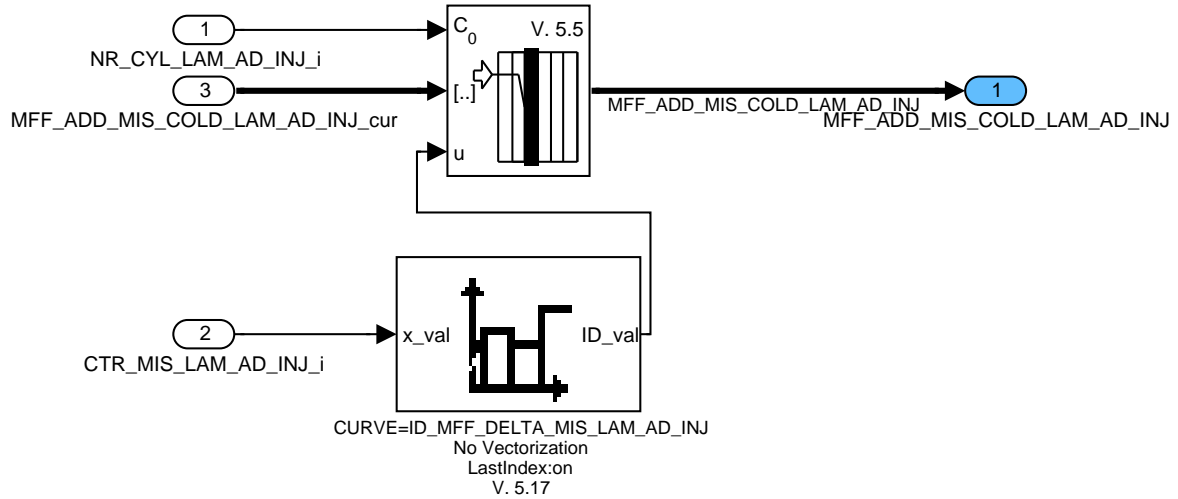 1
C0 V. 5.5
NR_CYL_LAM_AD_INJ_i
3
[..]
MFF_ADD_MIS_COLD_LAM_AD_INJ_cur
MFF_ADD_MIS_COLD_LAM_AD_INJ
1
MFF_ADD_MIS_COLD_LAM_AD_INJ
u
2
x_val
ID_val
CTR_MIS_LAM_AD_INJ_i
CURVE=ID_MFF_DELTA_MIS_LAM_AD_INJ
No Vectorization
LastIndex:on
V. 5.17